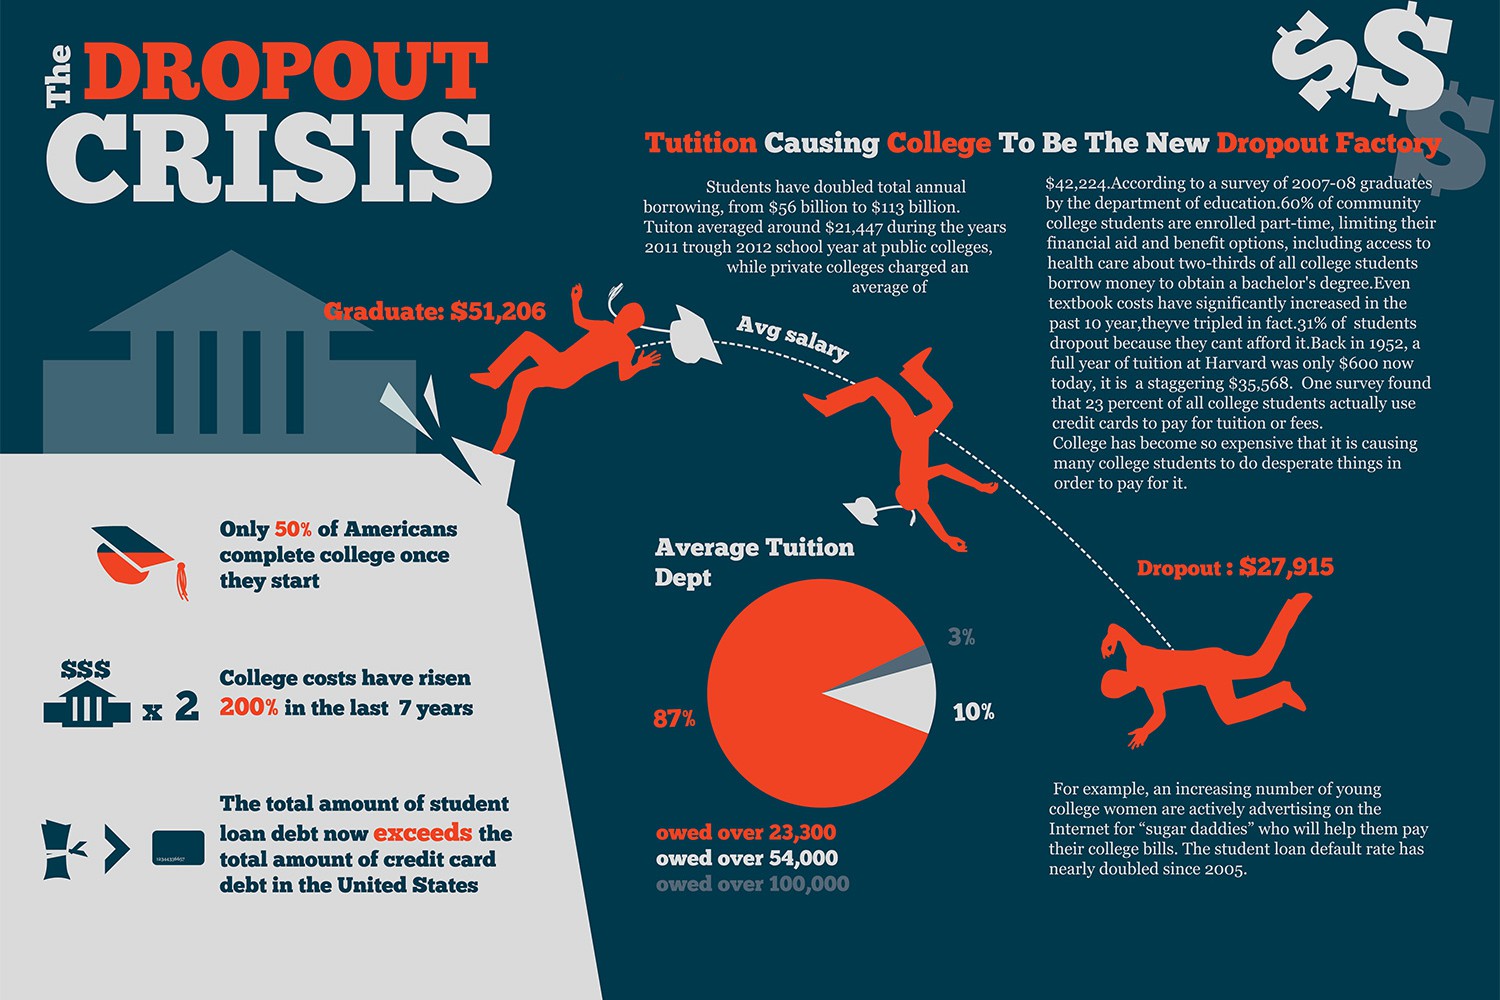 The
DROPOUT
CRISIS
$$$
Tutition Causing College To Be The New Dropout Factory
Students have doubled total annual
borrowing, from $56 billion to $113 billion.
Tuiton averaged around $21,447 during the years
2011 trough 2012 school year at public colleges,
while private colleges charged an
average of
$42,224.According to a survey of 2007-08 graduates
by the department of education.60% of community
college students are enrolled part-time, limiting their
financial aid and benefit options, including access to
health care about two-thirds of all college students
borrow money to obtain a bachelor's degree.Even
textbook costs have significantly increased in the
past 10 year,theyve tripled in fact.31% of  students
dropout because they cant afford it.Back in 1952, a
full year of tuition at Harvard was only $600 now
today, it is  a staggering $35,568.  One survey found
that 23 percent of all college students actually use
credit cards to pay for tuition or fees.
College has become so expensive that it is causing
many college students to do desperate things in
order to pay for it.
Graduate: $51,206
Avg salary
Dropout : $27,915
Only 50% of Americans
complete college once
they start
$$$
x 2
College costs have risen
200% in the last  7 years
The total amount of student
loan debt now exceeds the
total amount of credit card
debt in the United States
Average Tuition
Dept
3%
87%
10%
owed over 23,300
owed over 54,000
owed over 100,000
For example, an increasing number of young
college women are actively advertising on the
Internet for “sugar daddies” who will help them pay
their college bills. The student loan default rate has
nearly doubled since 2005.